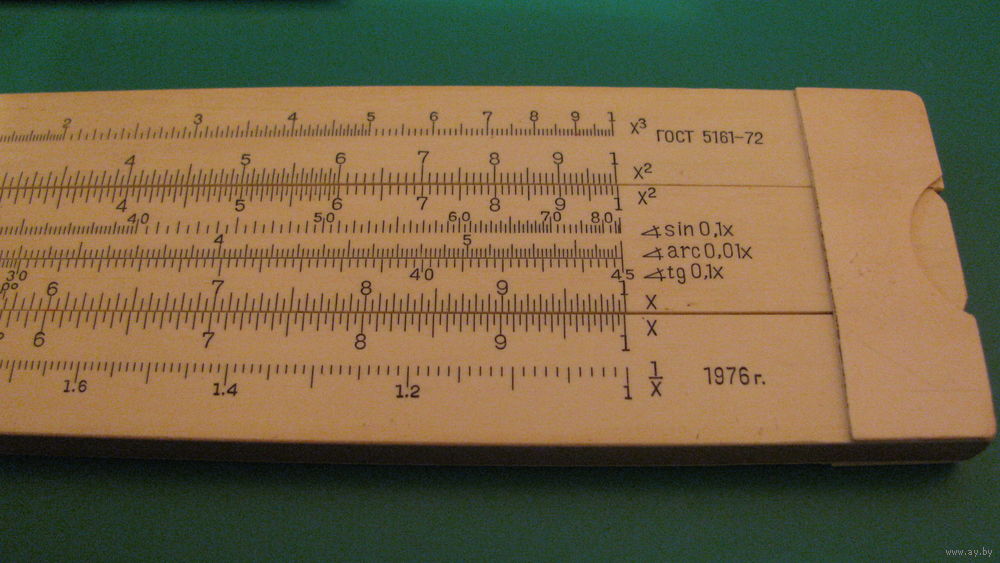 2 3 4 5 6 7 8 9 1 x³ ГОСТ 5161-72
4 5 6 7 8 9 1 x²
4 5 6 7 8 9 1 x²
40 50 60 70 80 ∢ sin 0,1x
4 5 ∢ arc 0,01x
30 40 45 ∢ tg 0,1x
ρ° 6 7 8 9 1 x
6 7 8 9 1 x
1.6 1.4 1.2 1 1/x 1976 г.
www.ay.by